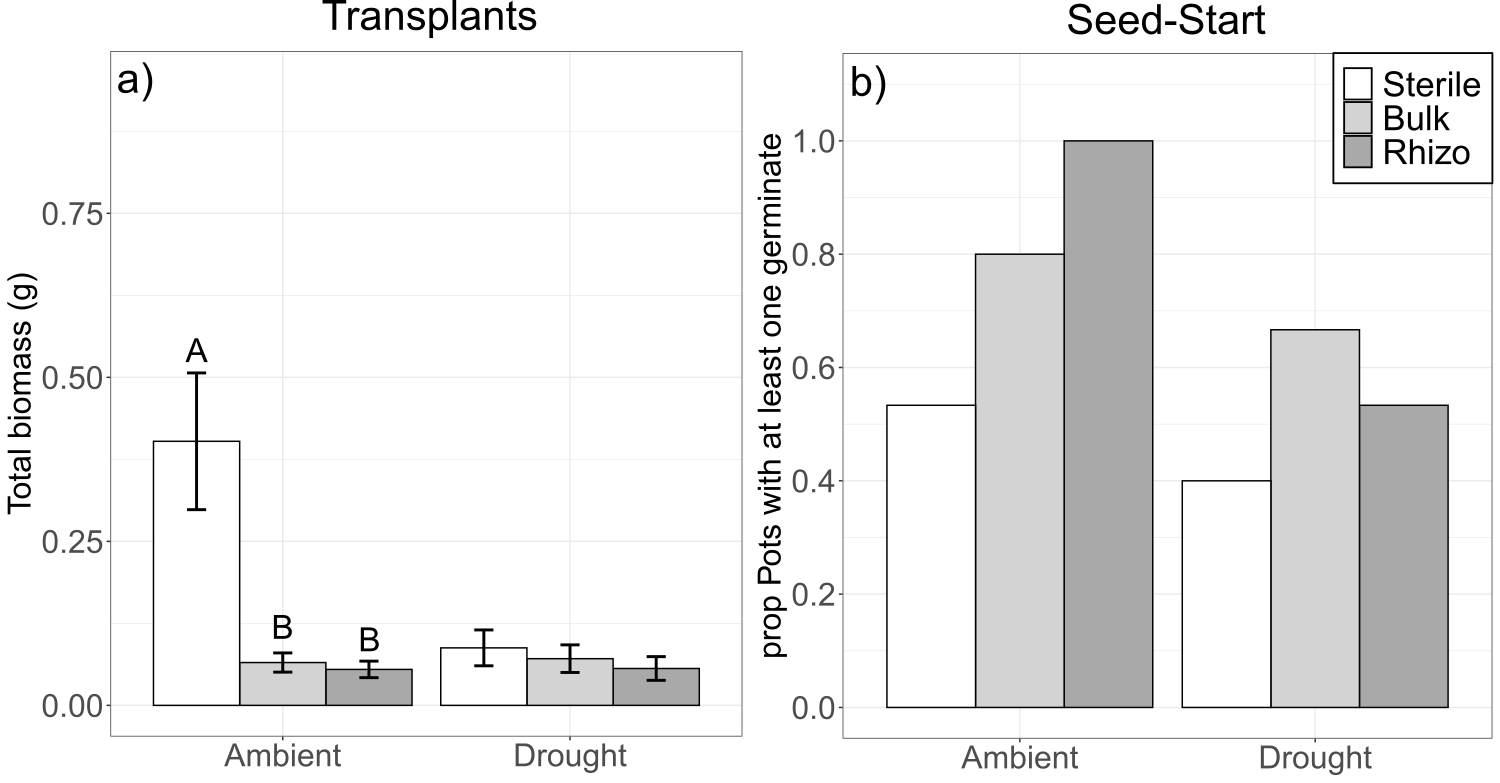 Transplants
a)
Total biomass (g)
0.75
0.50
0.25
0.00
A
B
B
Ambient
Drought
Seed-Start
b)
Sterile
Bulk
Rhizo
prop Pots with at least one germinate
1.0
0.8
0.6
0.4
0.2
0.0
Ambient
Drought